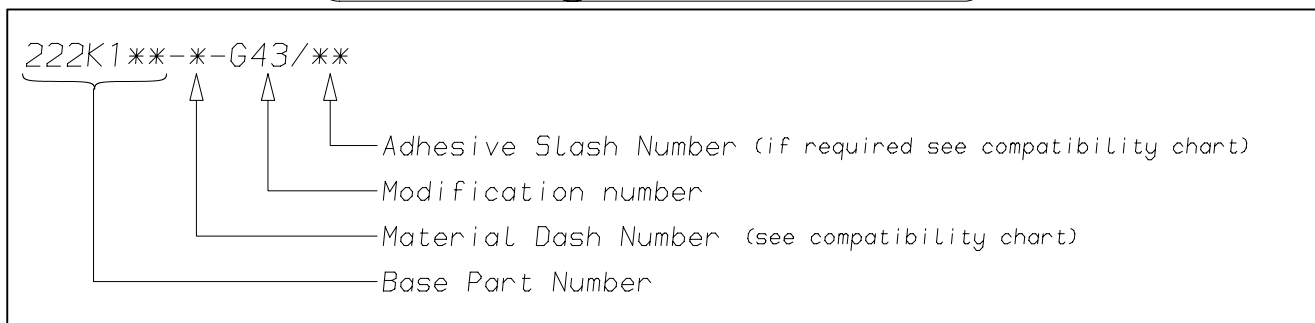 222K1**-*-G43/**
Adhesive Slash Number (if required see compatibility chart)
Modification number
Material Dash Number (see compatibility chart)
Base Part Number